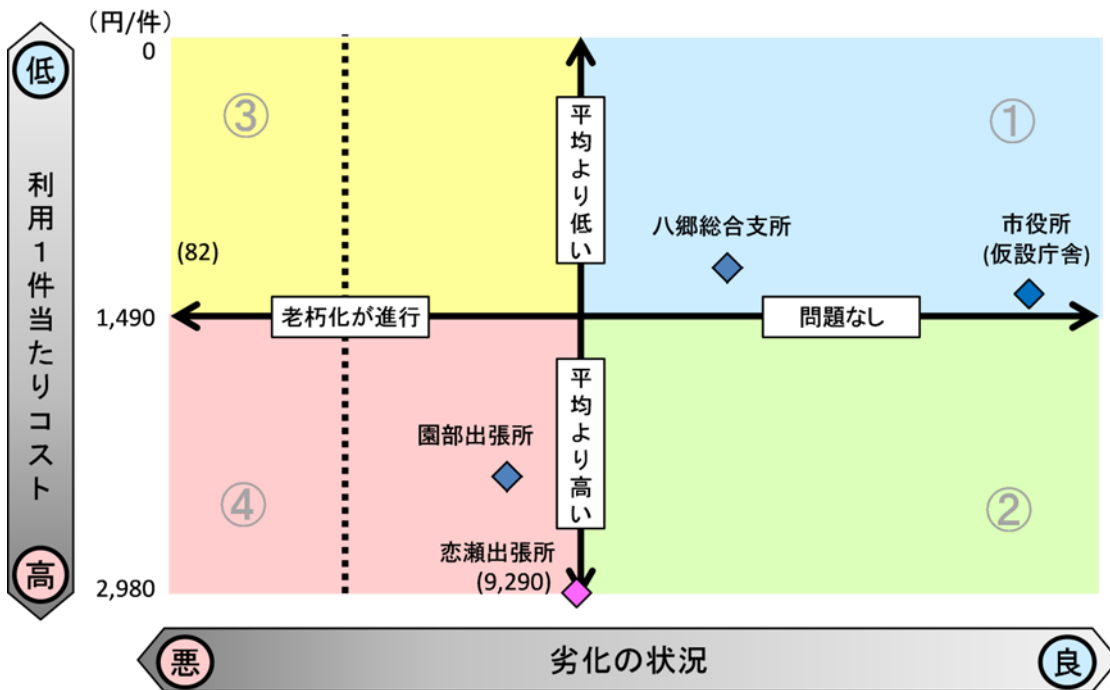 (円/件)
0
低
利用1件当たりコスト
高
1,490
2,980
③
①
④
②
平均より低い
平均より高い
老朽化が進行
問題なし
(82)
八郷総合支所
市役所
(仮設庁舎)
園部出張所
恋瀬出張所
(9,290)
悪
劣化の状況
良